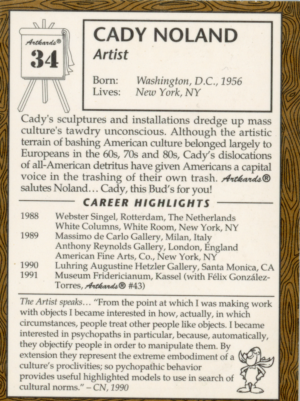 Artkards®
34
CADY NOLAND
Artist
Born: Washington, D.C., 1956
Lives: New York, NY
Cady's sculptures and installations dredge up mass
culture's tawdry unconscious. Although the artistic
terrain of bashing American culture belonged largely to
Europeans in the 60s, 70s and 80s, Cady's dislocations
of all-American detritus have given Americans a capital
voice in the trashing of their own trash. Artkards®
salutes Noland... Cady, this Bud's for you!
CAREER HIGHLIGHTS
1988 Webster Singel, Rotterdam, The Netherlands
White Columns, White Room, New York, NY
1989 Massimo de Carlo Gallery, Milan, Italy
Anthony Reynolds Gallery, London, England
American Fine Arts, Co., New York, NY
1990 Luhring Augustine Hetzler Gallery, Santa Monica, CA
1991 Museum Fridericianum, Kassel (with Félix González-
Torres, Artkards® #43)
The Artist speaks... "From the point at which I was making work
with objects I became interested in how, actually, in which
circumstances, people treat other people like objects. I became
interested in psychopaths in particular, because, automatically,
they objectify people in order to manipulate them. By
extension they represent the extreme embodiment of a
culture's proclivities; so pychopathic behavior
provides useful highlighted models to use in search of
cultural norms." – CN, 1990